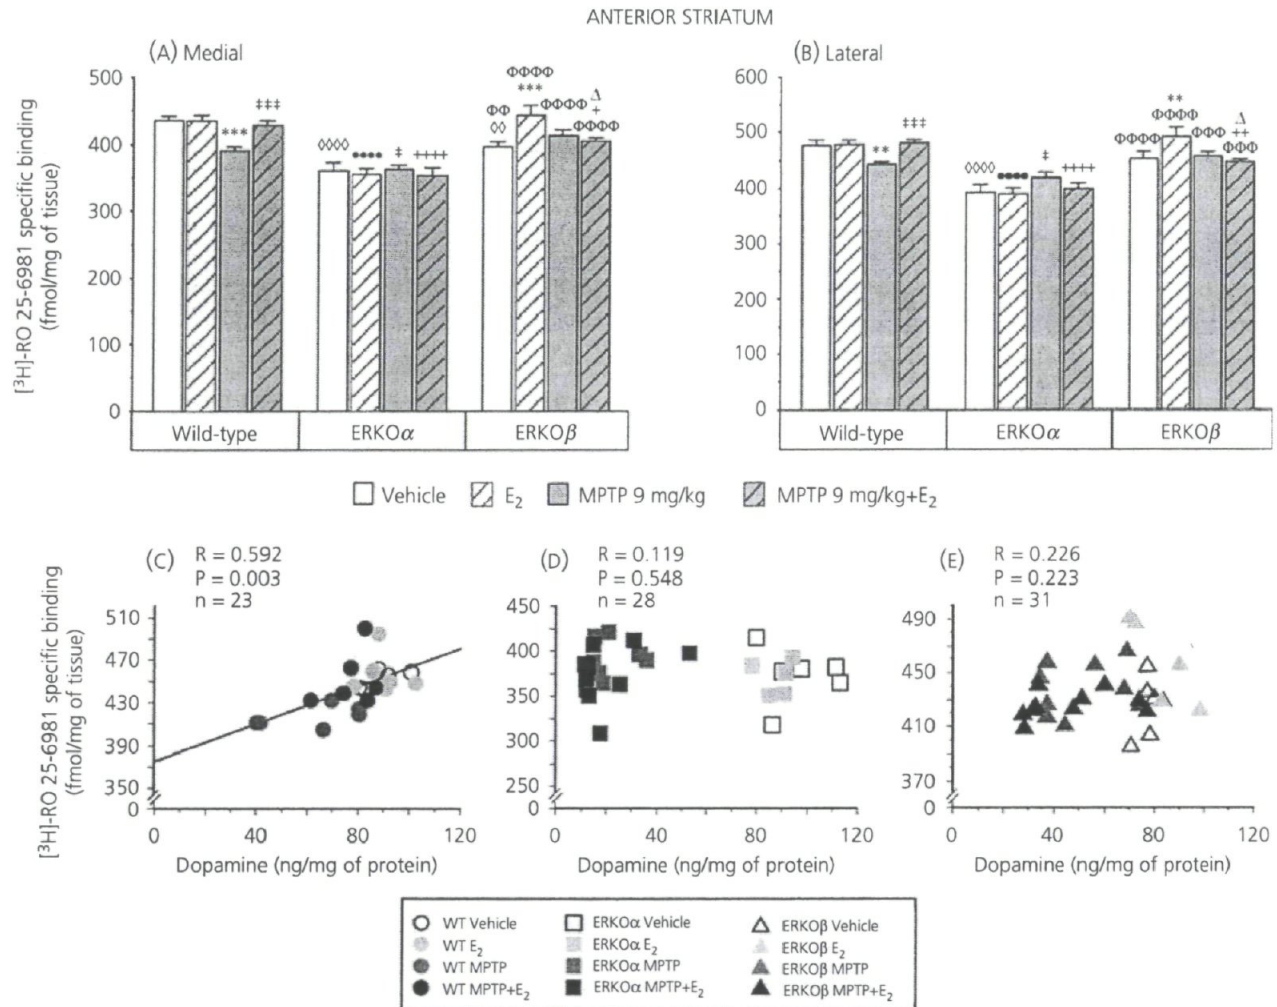 ANTERIOR STRIATUM
(A) Medial
[³H]-RO 25-6981 specific binding
(fmol/mg of tissue)
500
400
300
200
100
0
***
‡‡‡
◊◊◊◊
••••
‡
++++
ΦΦ
◊◊
ΦΦΦΦ
***
ΦΦΦΦ
Δ
+
ΦΦΦΦ
Wild-type ERKOα ERKOβ
(B) Lateral
600
500
400
300
200
100
0
**
‡‡‡
◊◊◊◊
••••
‡
++++
ΦΦΦΦ
**
ΦΦΦΦ
ΦΦΦ
Δ
++
ΦΦΦ
Wild-type ERKOα ERKOβ
Vehicle E₂ MPTP 9 mg/kg MPTP 9 mg/kg+E₂
[³H]-RO 25-6981 specific binding
(fmol/mg of tissue)
(C) R = 0.592
P = 0.003
n = 23
510
470
430
390
350
0
0 40 80 120
Dopamine (ng/mg of protein)
(D) R = 0.119
P = 0.548
n = 28
450
400
350
300
250
0
0 40 80 120
Dopamine (ng/mg of protein)
(E) R = 0.226
P = 0.223
n = 31
490
450
410
370
0
0 40 80 120
Dopamine (ng/mg of protein)
WT Vehicle ERKOα Vehicle ERKOβ Vehicle
WT E₂ ERKOα E₂ ERKOβ E₂
WT MPTP ERKOα MPTP ERKOβ MPTP
WT MPTP+E₂ ERKOα MPTP+E₂ ERKOβ MPTP+E₂